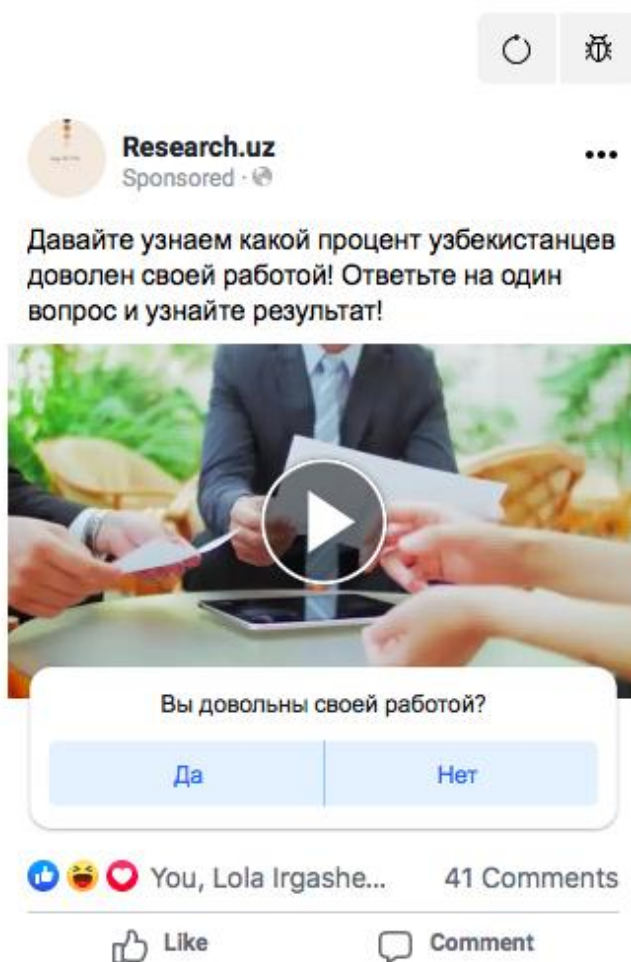 Research.uz
Sponsored ·
Давайте узнаем какой процент узбекистанцев
доволен своей работой! Ответьте на один
вопрос и узнайте результат!
Вы довольны своей работой?
Да
Нет
You, Lola Irgashe...
41 Comments
Like
Comment